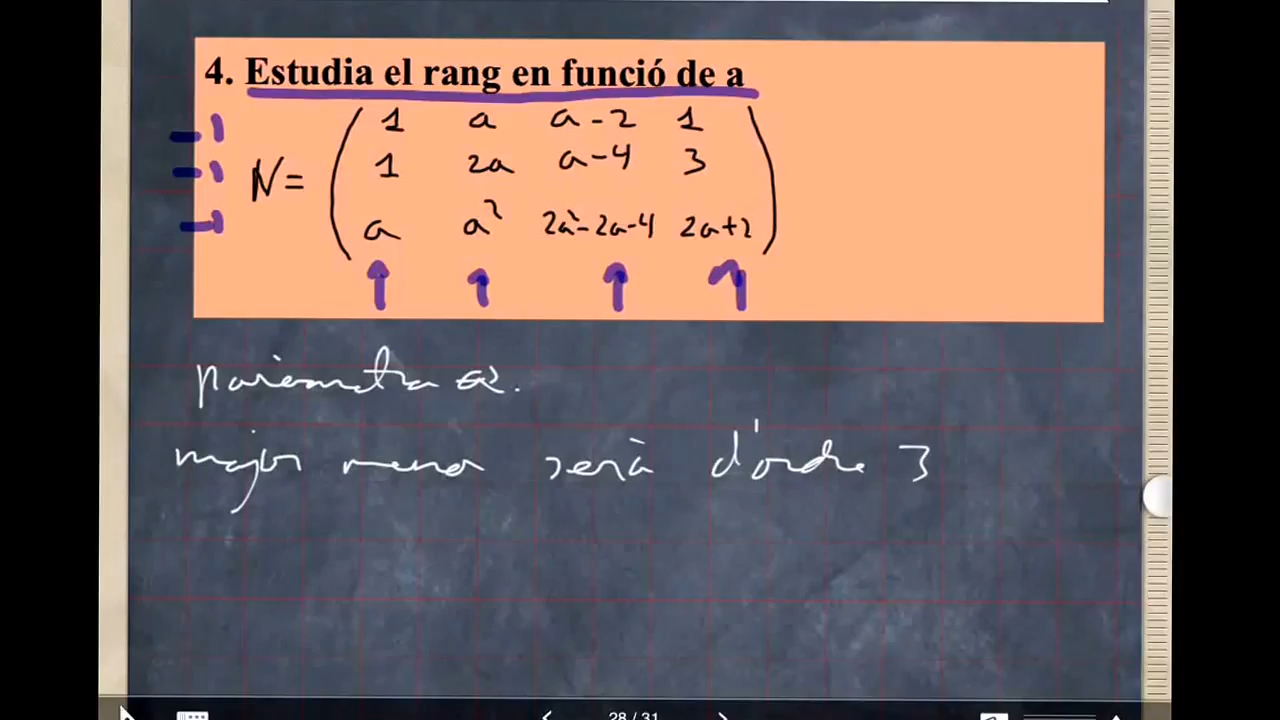 4. Estudia el rang en funció de a
1 a a-2 1
N= 1 2a a-4 3
a a² 2a²-2a-4 2a+2
major menor serà d'ordre 3
28 / 31